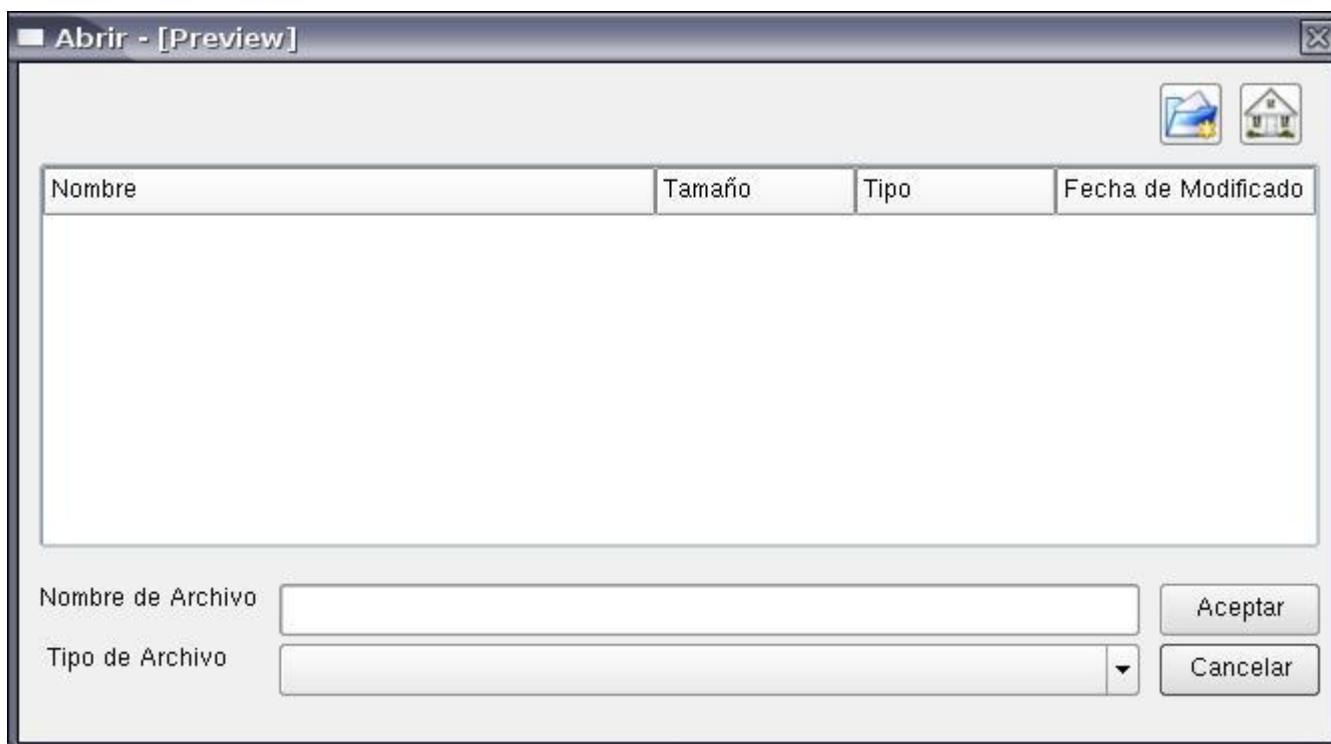 Abrir - [Preview]
Nombre Tamaño Tipo Fecha de Modificado
Nombre de Archivo Aceptar
Tipo de Archivo Cancelar